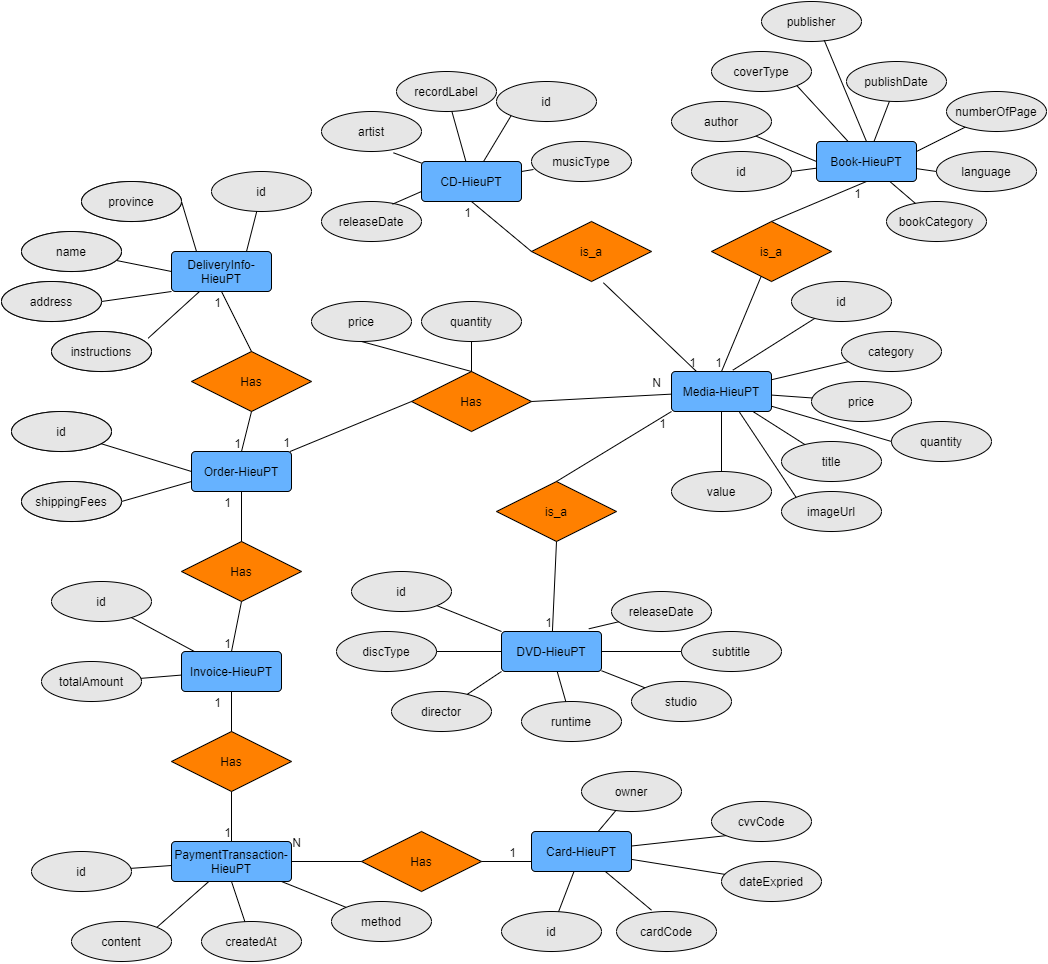 publisher
coverType
publishDate
recordLabel
id
numberOfPage
author
artist
Book-HieuPT
musicType
id
language
CD-HieuPT
province
id
releaseDate
1
bookCategory
1
name
is_a
is_a
DeliveryInfo-
HieuPT
address
1
id
price
quantity
instructions
category
1
1
Has
N
Media-HieuPT
price
Has
1
id
1
1
quantity
Order-HieuPT
title
shippingFees
1
value
imageUrl
is_a
Has
id
id
releaseDate
1
1
discType
DVD-HieuPT
subtitle
Invoice-HieuPT
totalAmount
1
studio
director
runtime
Has
owner
cvvCode
1
N
PaymentTransaction-
HieuPT
Has
1
Card-HieuPT
id
dateExpried
method
content
createdAt
id
cardCode